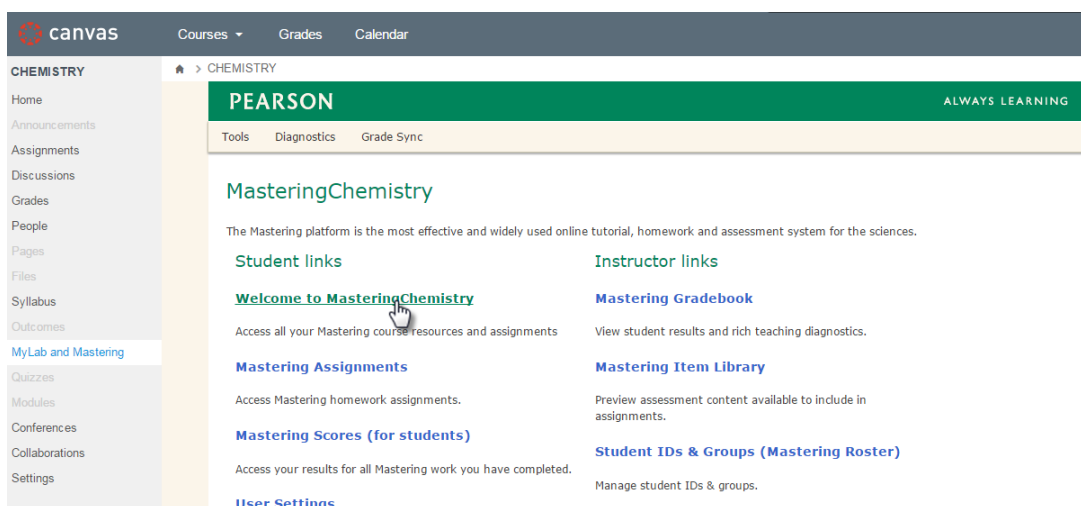 canvas
Courses
Grades
Calendar
CHEMISTRY
Home
Announcements
Assignments
Discussions
Grades
People
Pages
Files
Syllabus
Outcomes
MyLab and Mastering
Quizzes
Modules
Conferences
Collaborations
Settings
> CHEMISTRY
PEARSON
ALWAYS LEARNING
Tools
Diagnostics
Grade Sync
MasteringChemistry
The Mastering platform is the most effective and widely used online tutorial, homework and assessment system for the sciences.
Student links
Welcome to MasteringChemistry
Access all your Mastering course resources and assignments
Mastering Assignments
Access Mastering homework assignments.
Mastering Scores (for students)
Access your results for all Mastering work you have completed.
User Settings
Instructor links
Mastering Gradebook
View student results and rich teaching diagnostics.
Mastering Item Library
Preview assessment content available to include in
assignments.
Student IDs & Groups (Mastering Roster)
Manage student IDs & groups.